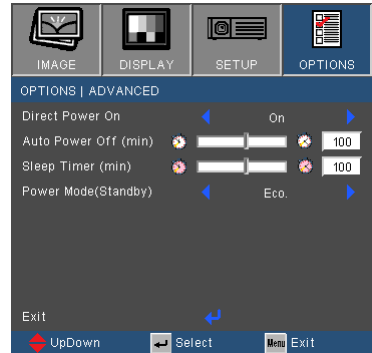 IMAGE DISPLAY SETUP OPTIONS
OPTIONS | ADVANCED
Direct Power On On
Auto Power Off (min) 100
Sleep Timer (min) 100
Power Mode(Standby) Eco.
Exit
UpDown Select Menu Exit